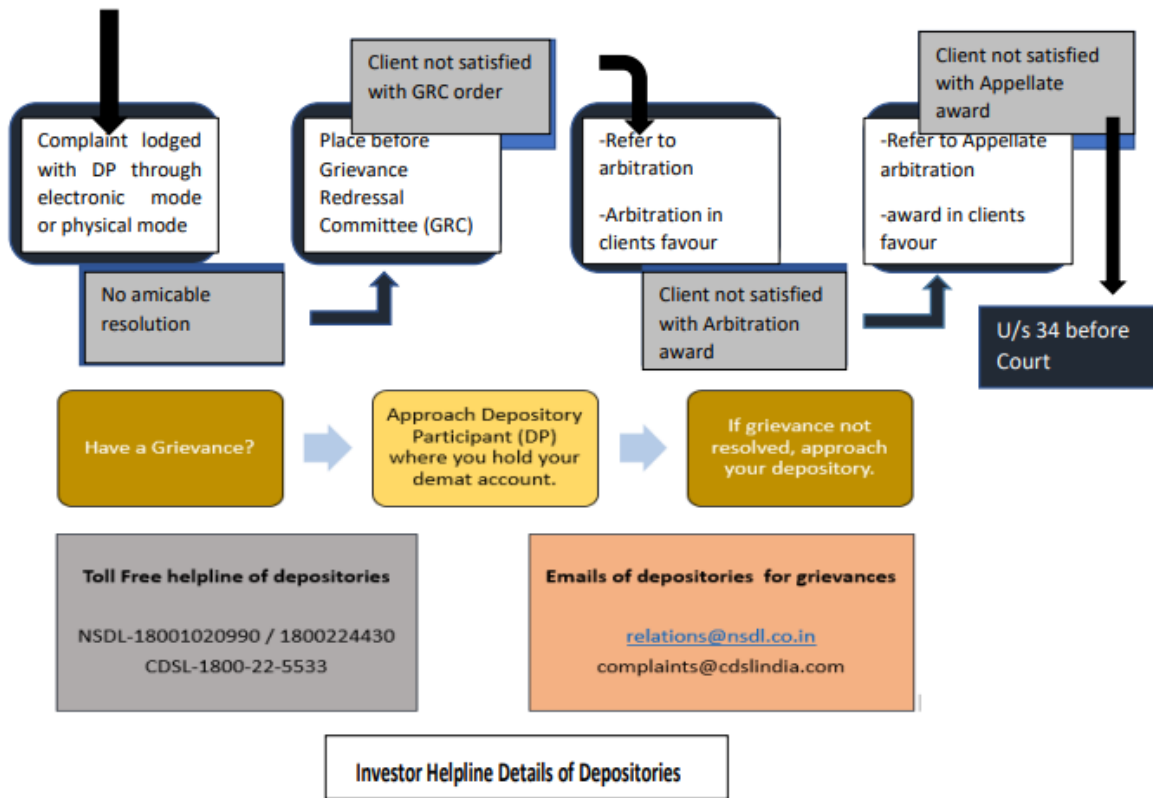 Complaint lodged
with DP through
electronic mode
or physical mode
No amicable
resolution
Place before
Grievance
Redressal
Committee (GRC)
Client not satisfied
with GRC order
-Refer to
arbitration
-Arbitration in
clients favour
Client not satisfied
with Arbitration
award
-Refer to Appellate
arbitration
-award in clients
favour
Client not satisfied
with Appellate
award
U/s 34 before
Court
Have a Grievance?
Approach Depository
Participant (DP)
where you hold your
demat account.
If grievance not
resolved, approach
your depository.
Toll Free helpline of depositories
NSDL-18001020990 / 1800224430
CDSL-1800-22-5533
Emails of depositories for grievances
relations@nsdl.co.in
complaints@cdslindia.com
Investor Helpline Details of Depositories